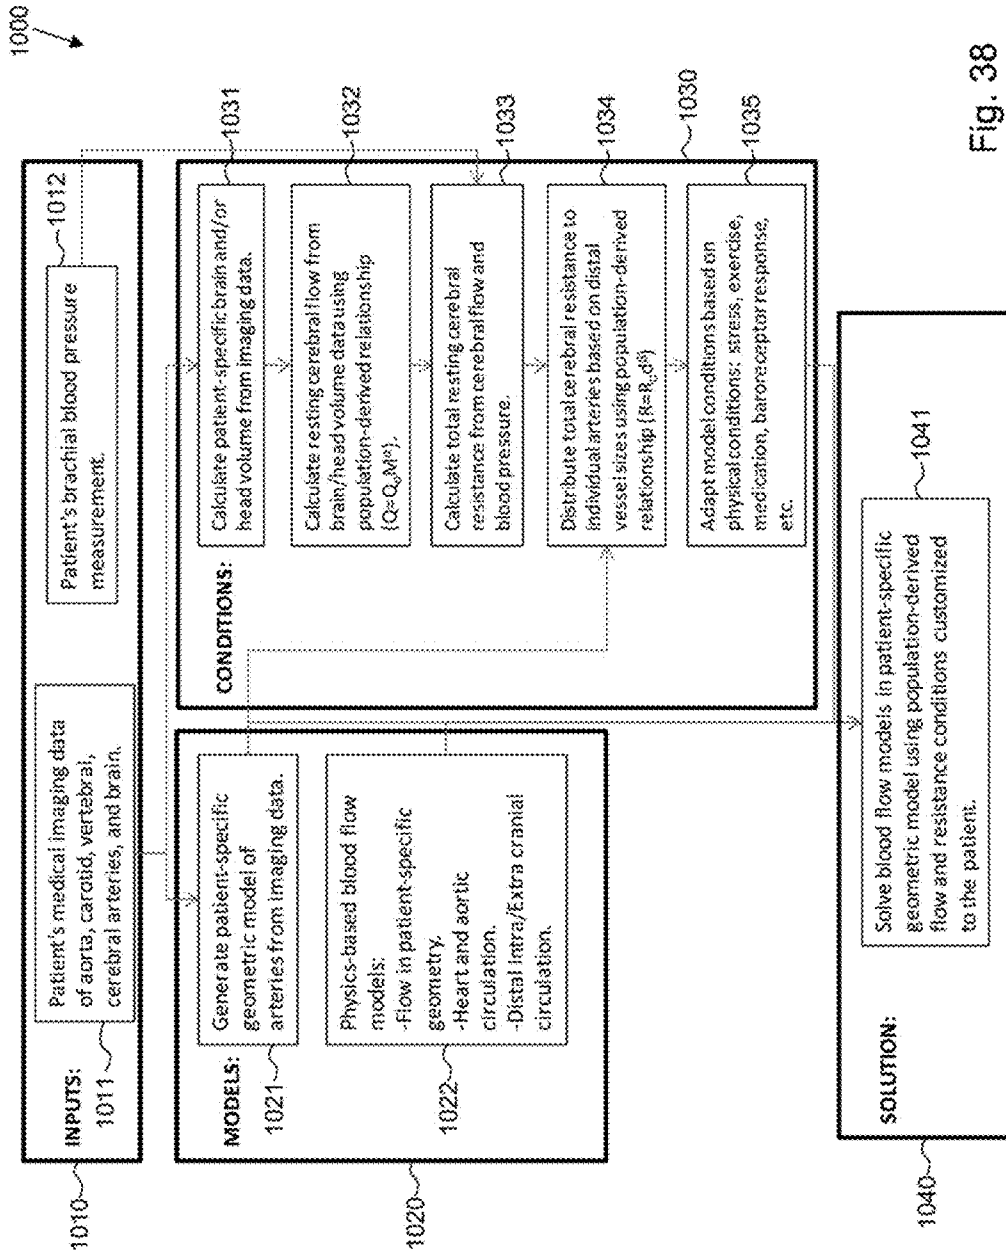 1000
INPUTS:
1010
1011
Patient's medical imaging data
of aorta, carotid, vertebral,
cerebral arteries, and brain.
1012
Patient's brachial blood pressure
measurement.
MODELS:
1020
1021
Generate patient-specific
geometric model of
arteries from imaging data.
1022
Physics-based blood flow
models:
-Flow in patient-specific
geometry.
-Heart and aortic
circulation.
-Distal Intra/Extra cranial
circulation.
CONDITIONS:
1030
1031
Calculate patient-specific brain and/or
head volume from imaging data.
1032
Calculate resting cerebral flow from
brain/head volume data using
population-derived relationship
(Q=Q₀Mᵅ).
1033
Calculate total resting cerebral
resistance from cerebral flow and
blood pressure.
1034
Distribute total cerebral resistance to
individual arteries based on distal
vessel sizes using population-derived
relationship
1035
Adapt model conditions based on
physical conditions: stress, exercise,
medication, baroreceptor response,
etc.
SOLUTION:
1040
1041
Solve blood flow models in patient-specific
geometric model using population-derived
flow and resistance conditions customized
to the patient.
Fig. 38